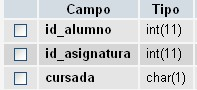 Campo Tipo
id_alumno int(11)
id_asignatura int(11)
cursada char(1)